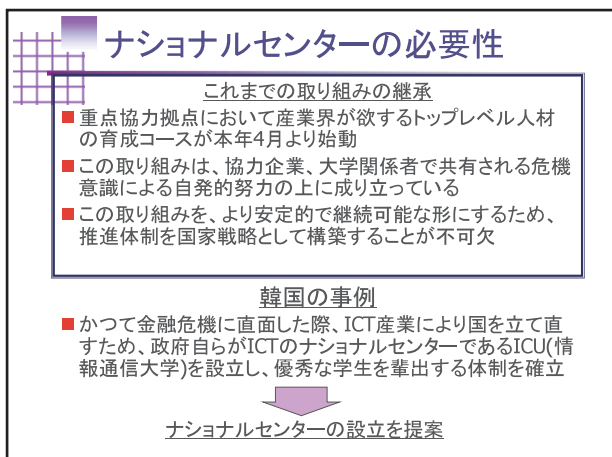 ナショナルセンターの必要性
これまでの取り組みの継承
■重点協力拠点において産業界が欲するトップレベル人材
の育成コースが本年4月より始動
■この取り組みは、協力企業、大学関係者で共有される危機
意識による自発的努力の上に成り立っている
■この取り組みを、より安定的で継続可能な形にするため、
推進体制を国家戦略として構築することが不可欠
韓国の事例
■かつて金融危機に直面した際、ICT産業により国を立て直
すため、政府自らがICTのナショナルセンターであるICU(情
報通信大学)を設立し、優秀な学生を輩出する体制を確立
ナショナルセンターの設立を提案